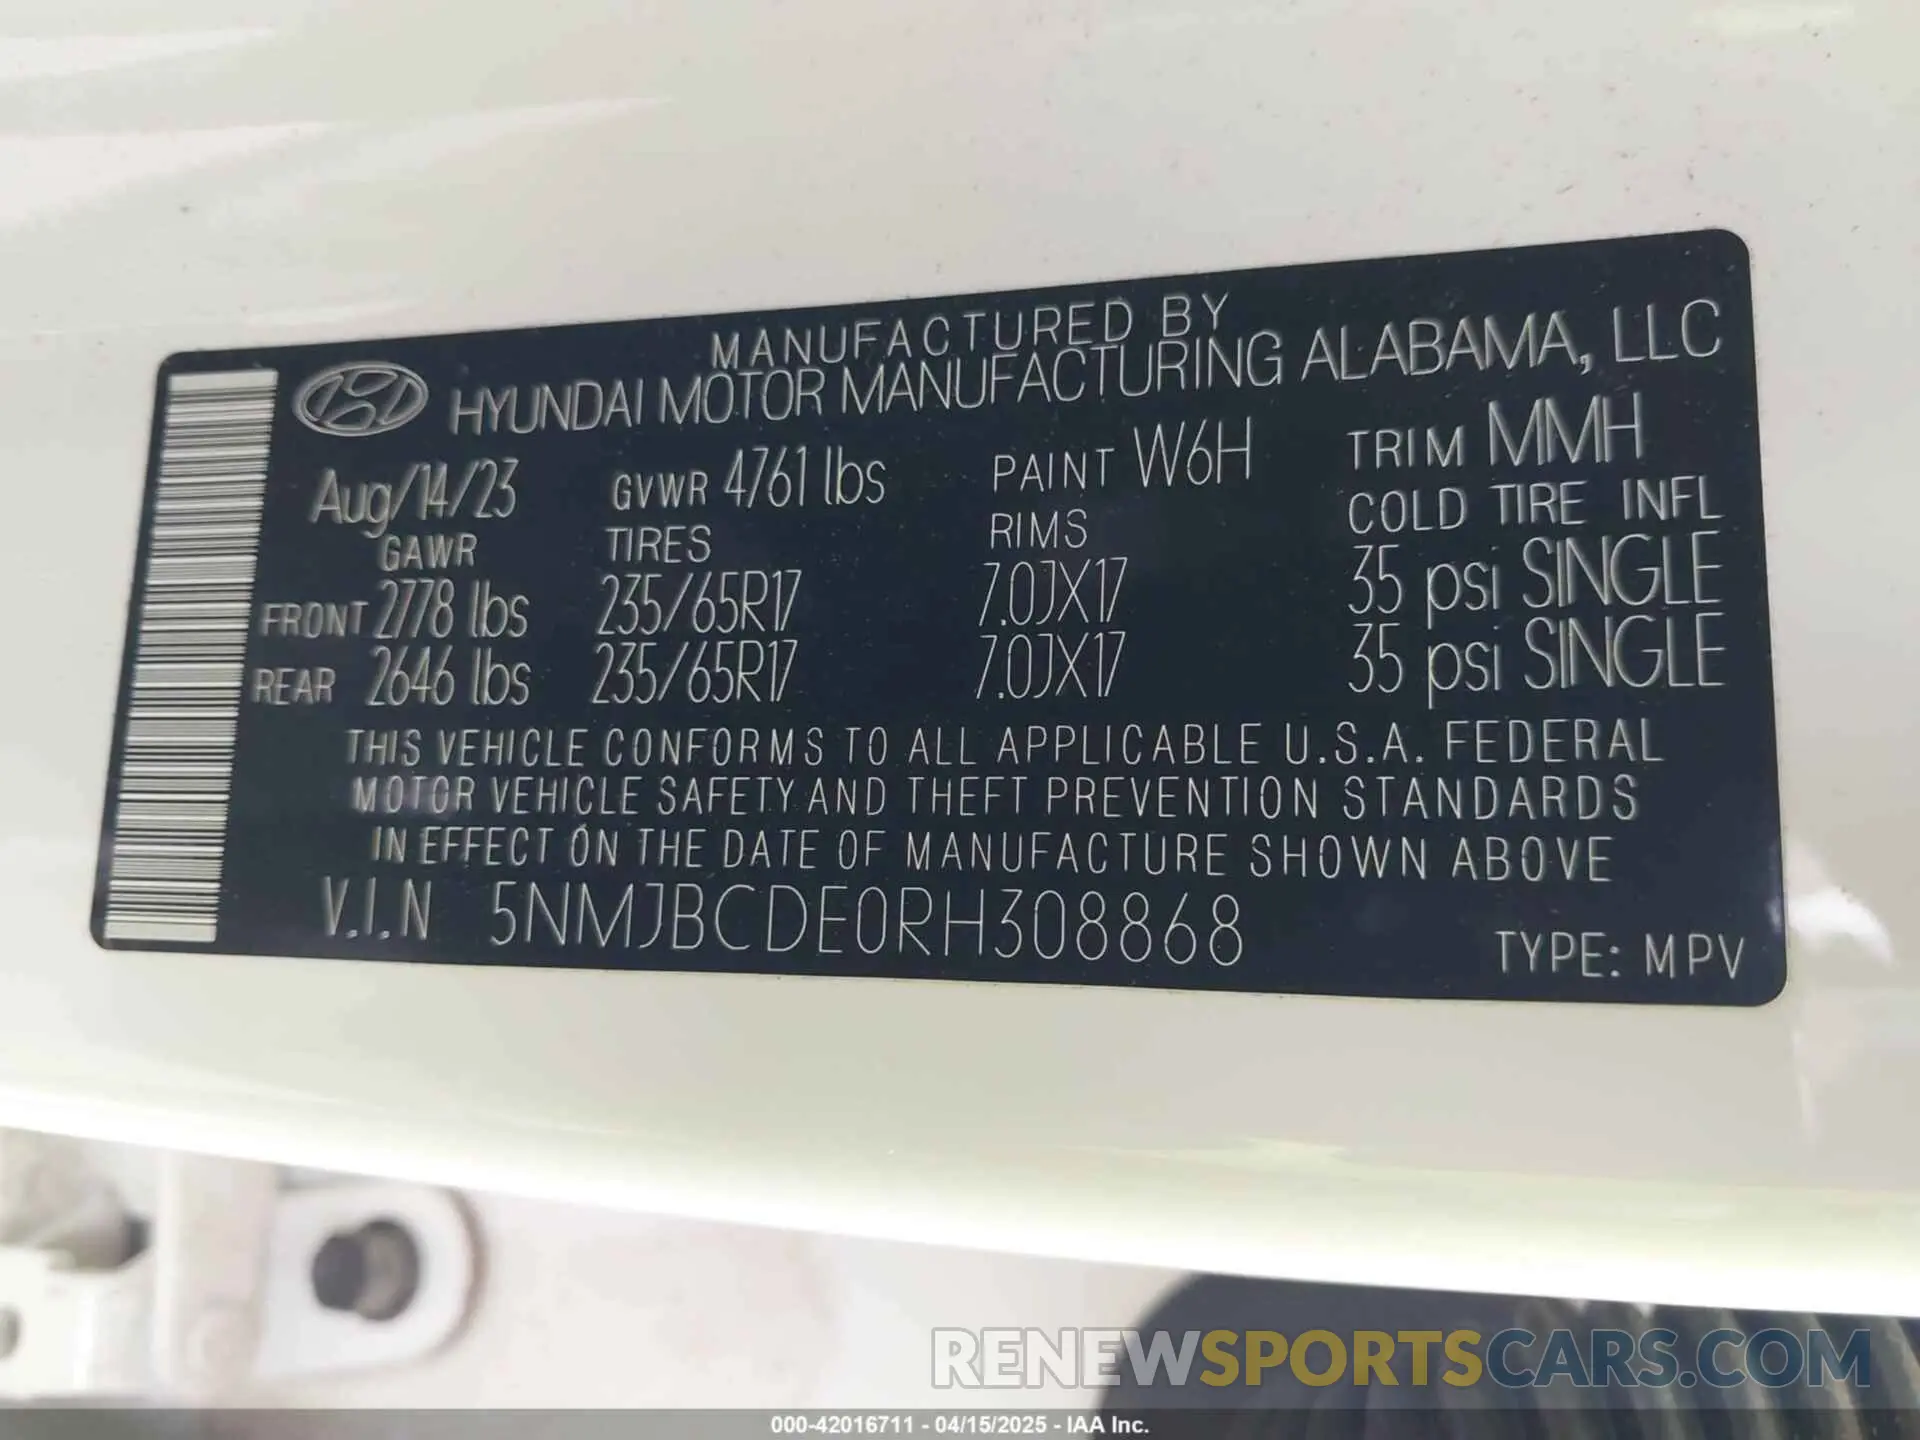 MANUFACTURED BY
HYUNDAI MOTOR MANUFACTURING ALABAMA, LLC
Aug/14/23 GVWR 4761 lbs PAINT W6H TRIM MMH
GAWR TIRES RIMS COLD TIRE INFL
FRONT 2778 lbs 235/65R17 7.0JX17 35 psi SINGLE
REAR 2646 lbs 235/65R17 7.0JX17 35 psi SINGLE
THIS VEHICLE CONFORMS TO ALL APPLICABLE U.S.A. FEDERAL
MOTOR VEHICLE SAFETY AND THEFT PREVENTION STANDARDS
IN EFFECT ON THE DATE OF MANUFACTURE SHOWN ABOVE
V.I.N 5NMJBCDE0RH308868 TYPE: MPV
RENEWSPORTSCARS.COM
000-42016711 - 04/15/2025 - IAA Inc.